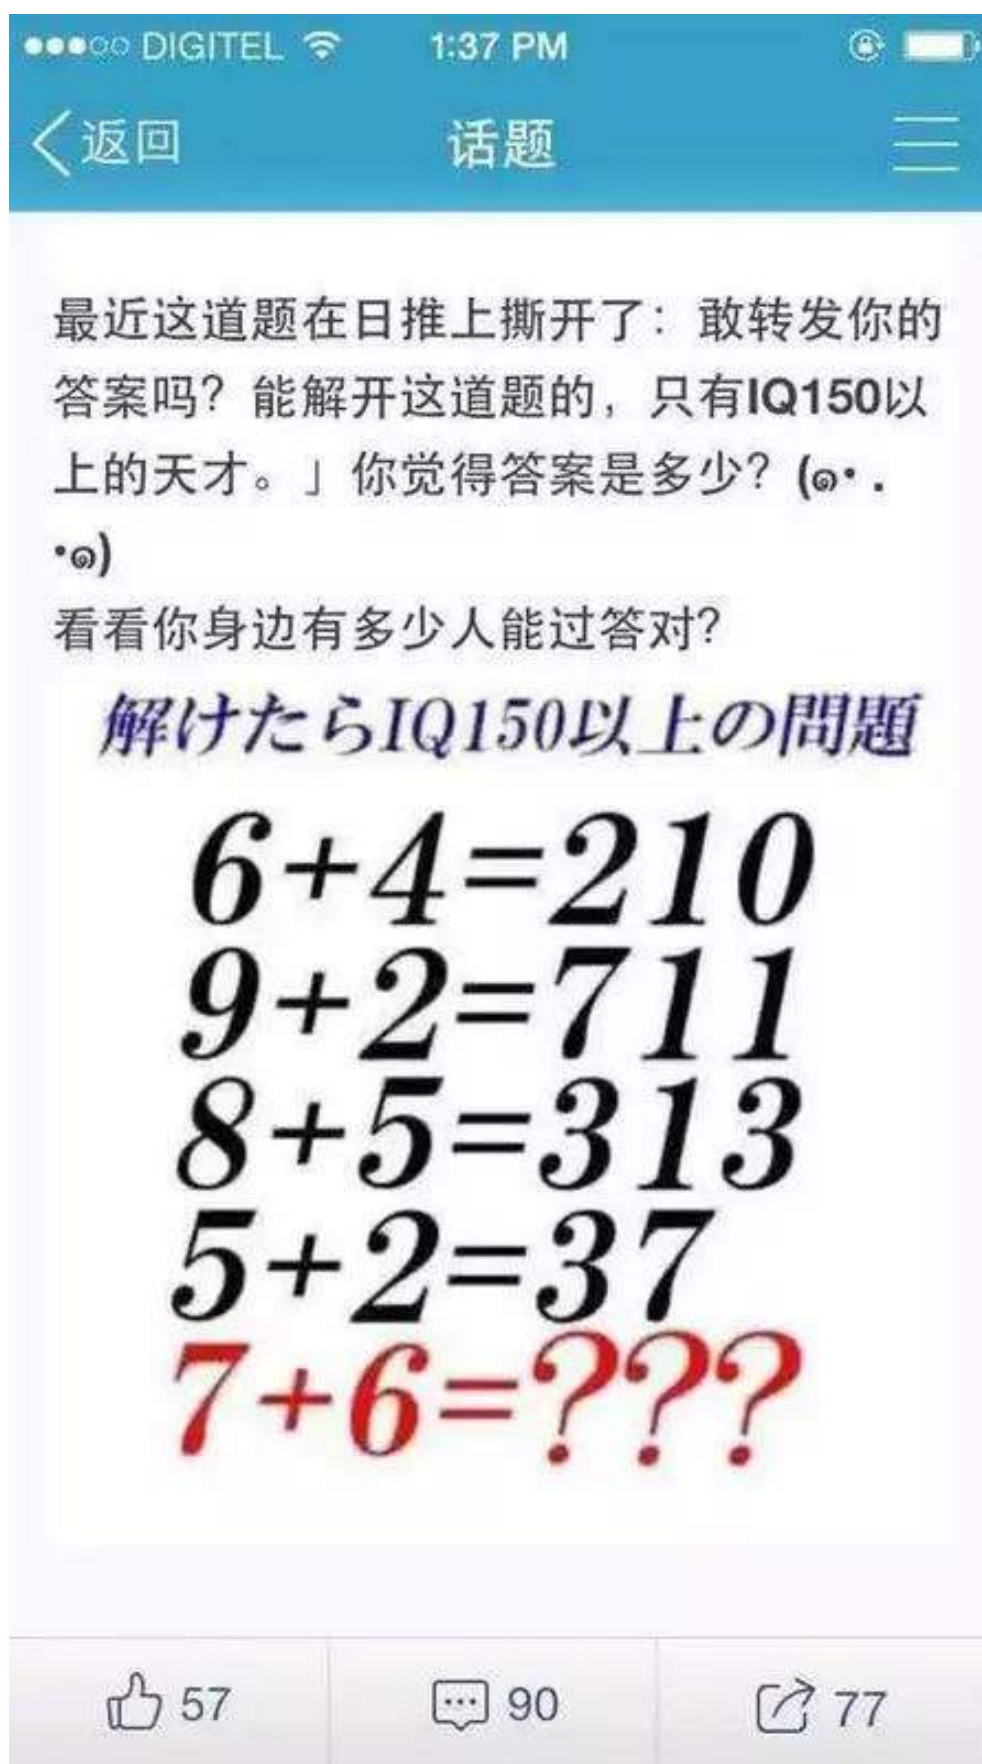 DIGITEL 1:37 PM
返回 话题
最近这道题在日推上撕开了：敢转发你的
答案吗？能解开这道题的，只有IQ150以
上的天才。」你觉得答案是多少？(๑• .
•๑)
看看你身边有多少人能过答对？
解けたらIQ150以上の問題
6+4=210
9+2=711
8+5=313
5+2=37
7+6=???
57 90 77